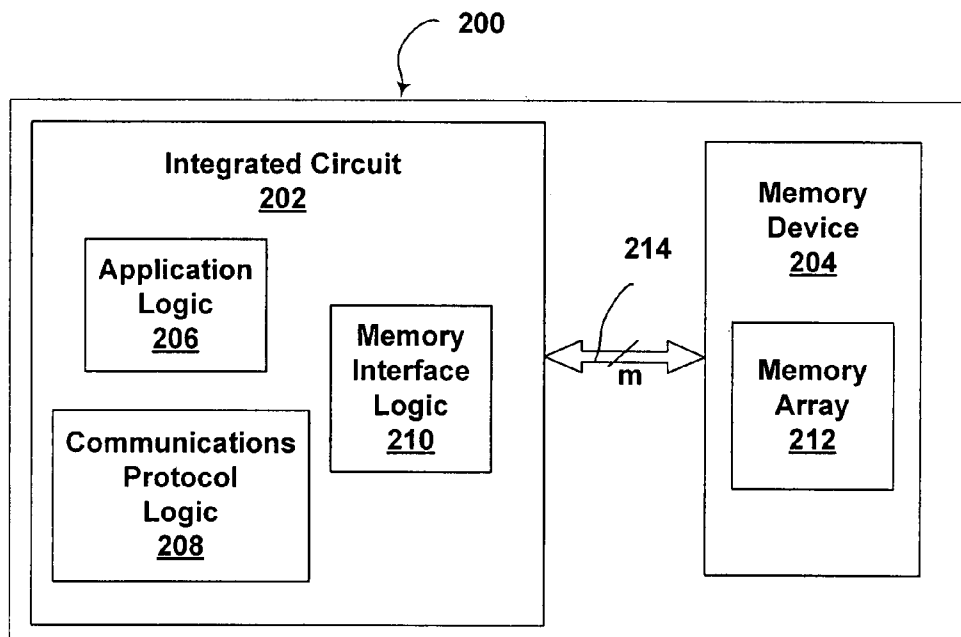 200
Integrated Circuit
202
Application
Logic
206
Communications
Protocol
Logic
208
Memory
Interface
Logic
210
214
m
Memory
Device
204
Memory
Array
212